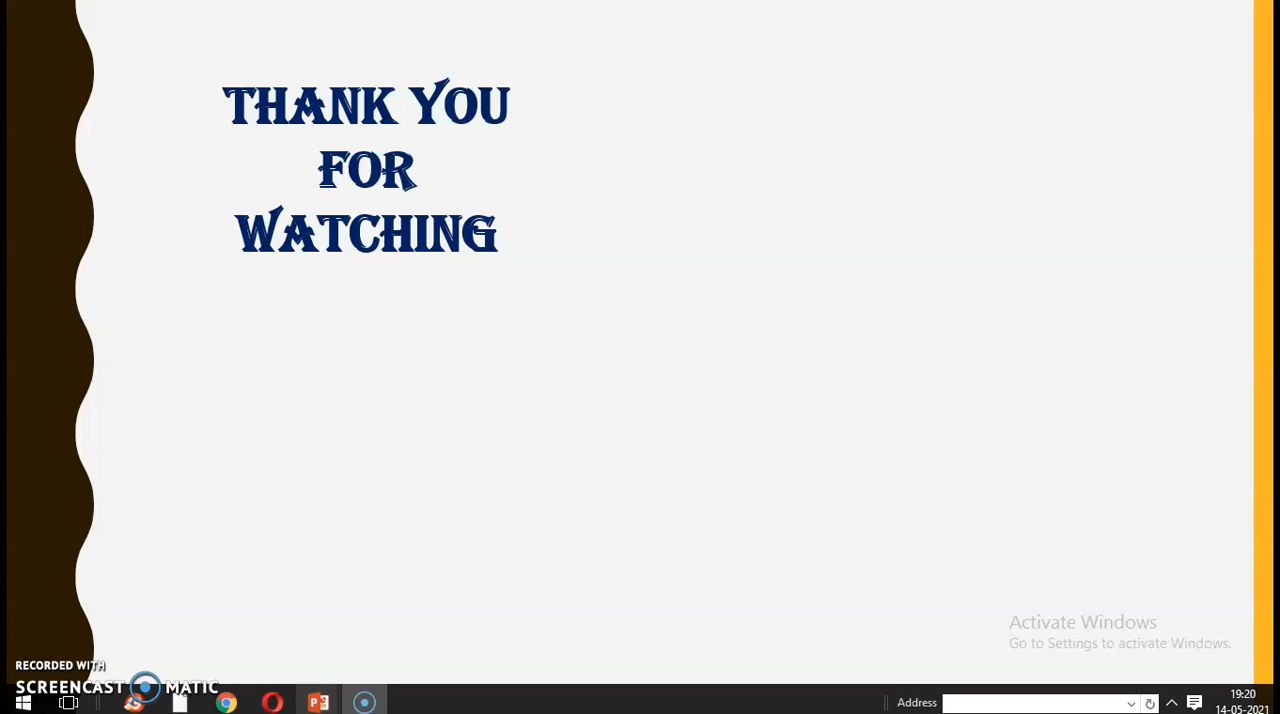 THANK YOU
FOR
WATCHING
Activate Windows
Go to Settings to activate Windows.
RECORDED WITH
SCREENCAST MATIC
Address
19:20
14-05-2021